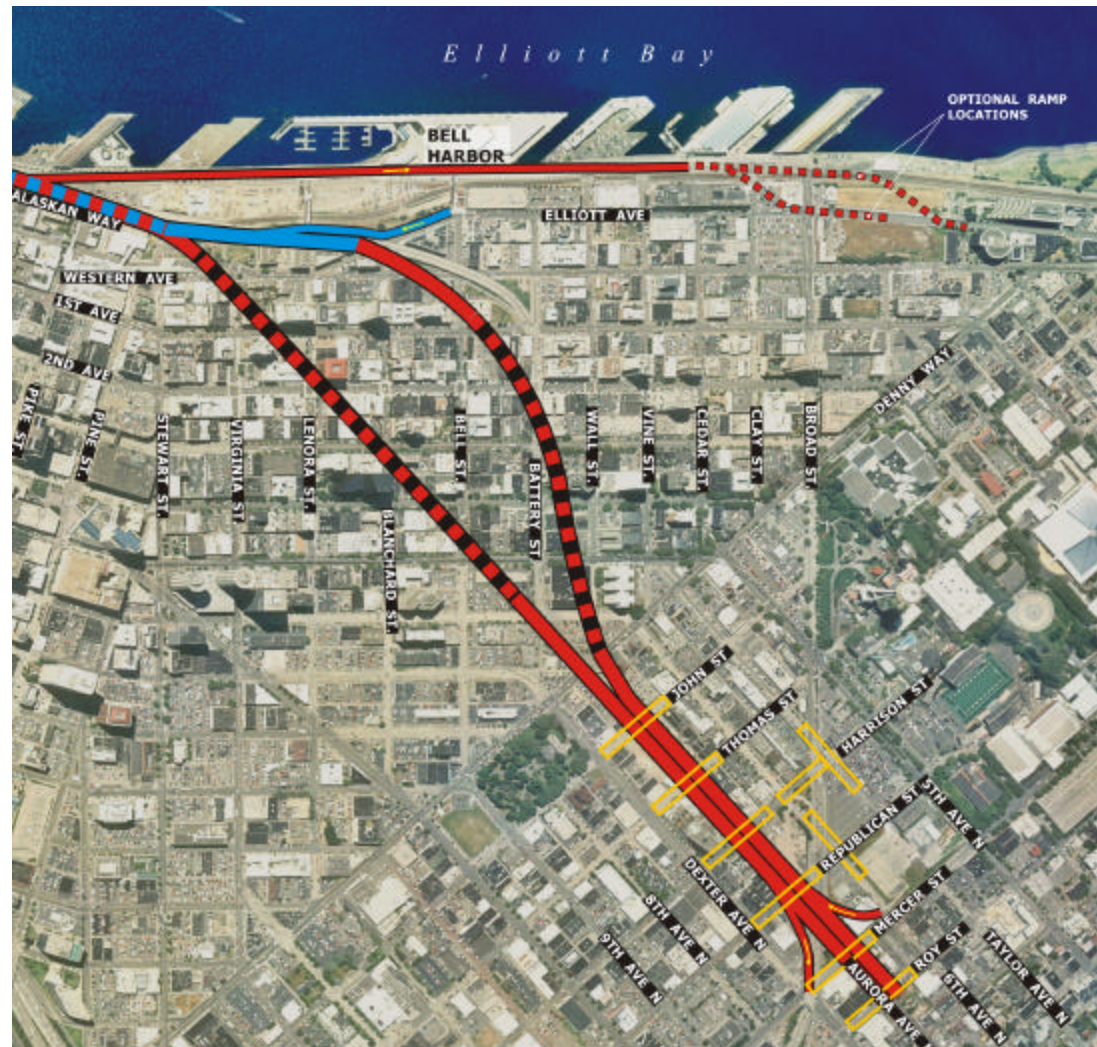 Elliott Bay
OPTIONAL RAMP
LOCATIONS
BELL
HARBOR
ALASKAN WAY
ELLIOTT AVE
WESTERN AVE
1ST AVE
2ND AVE
PIKE ST.
PINE ST.
STEWART ST.
VIRGINIA ST.
LENORA ST.
BLANCHARD ST.
BELL ST.
BATTERY ST
WALL ST.
VINE ST.
CEDAR ST.
CLAY ST.
BROAD ST.
DENNY WAY
JOHN ST
THOMAS ST
HARRISON ST
REPUBLICAN ST
5TH AVE N
MERCER ST
ROY ST
DEXTER AVE N
8TH AVE N
9TH AVE N
AURORA AVE N
6TH AVE N
TAYLOR AVE N